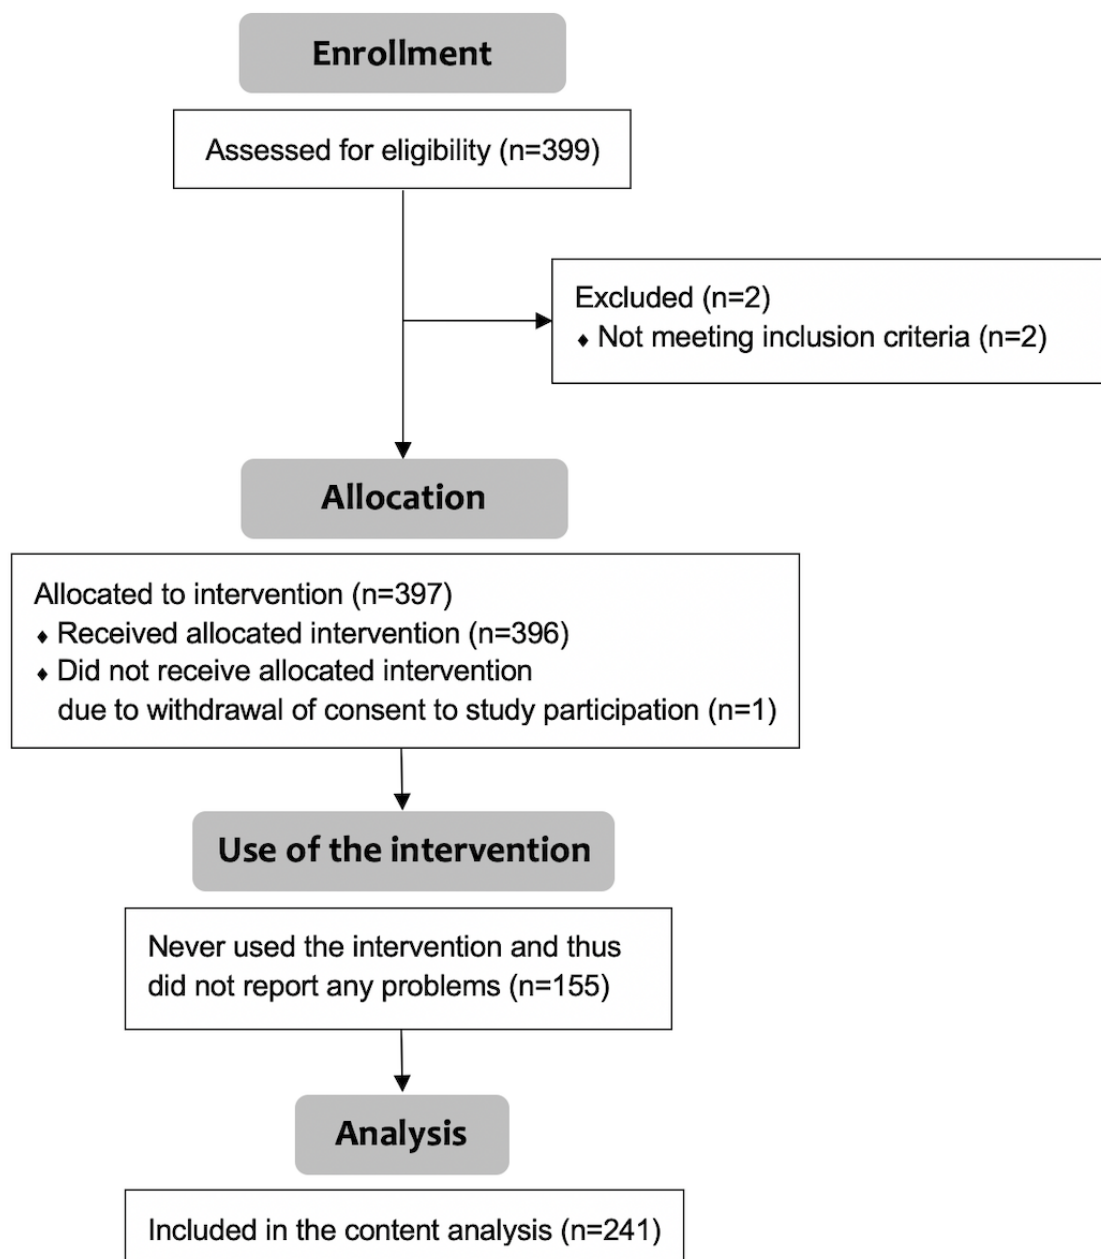 Enrollment
Assessed for eligibility (n=399)
Excluded (n=2)
♦ Not meeting inclusion criteria (n=2)
Allocation
Allocated to intervention (n=397)
♦ Received allocated intervention (n=396)
♦ Did not receive allocated intervention
due to withdrawal of consent to study participation (n=1)
Use of the intervention
Never used the intervention and thus
did not report any problems (n=155)
Analysis
Included in the content analysis (n=241)